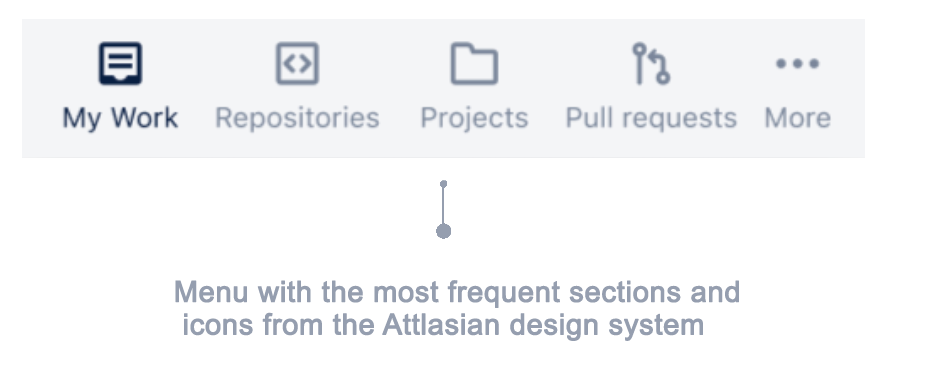 My Work Repositories Projects Pull requests More
Menu with the most frequent sections and
icons from the Attlasian design system